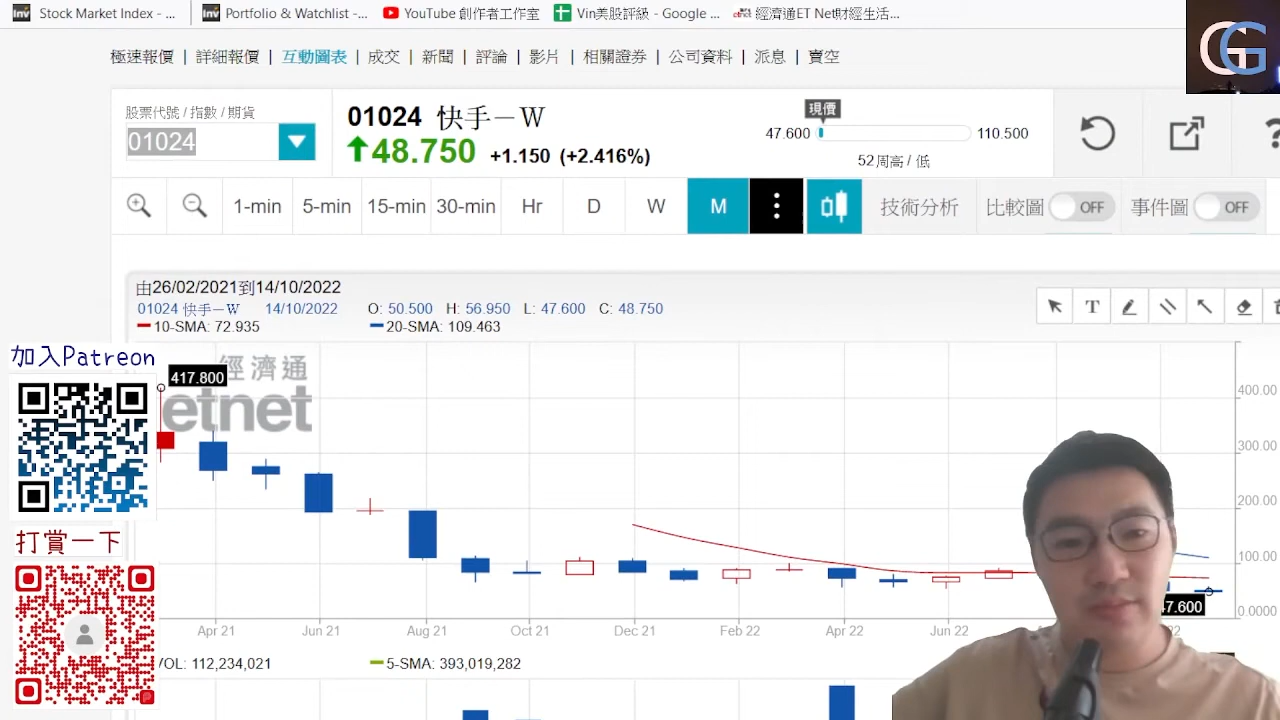 Stock Market Index - ...
Portfolio & Watchlist -...
YouTube 創作者工作室
Vin美股評級 - Google ...
etnet 經濟通ET Net財經生活...
GG
極速報價 | 詳細報價 | 互動圖表 | 成交 | 新聞 | 評論 | 影片 | 相關證券 | 公司資料 | 派息 | 賣空
股票代號 / 指數 / 期貨
01024
01024 快手－W
48.750 +1.150 (+2.416%)
現價
47.600 110.500
52周高 / 低
?
1-min 5-min 15-min 30-min Hr D W M 技術分析 比較圖 OFF 事件圖 OFF
由26/02/2021到14/10/2022
01024 快手－W 14/10/2022 O: 50.500 H: 56.950 L: 47.600 C: 48.750
10-SMA: 72.935 20-SMA: 109.463
T
加入Patreon
417.800
經濟通
etnet
400.00
300.00
200.00
100.00
0.0000
打賞一下
7.600
Apr 21 Jun 21 Aug 21 Oct 21 Dec 21 Feb 22 Apr 22 Jun 22
VOL: 112,234,021 5-SMA: 393,019,282